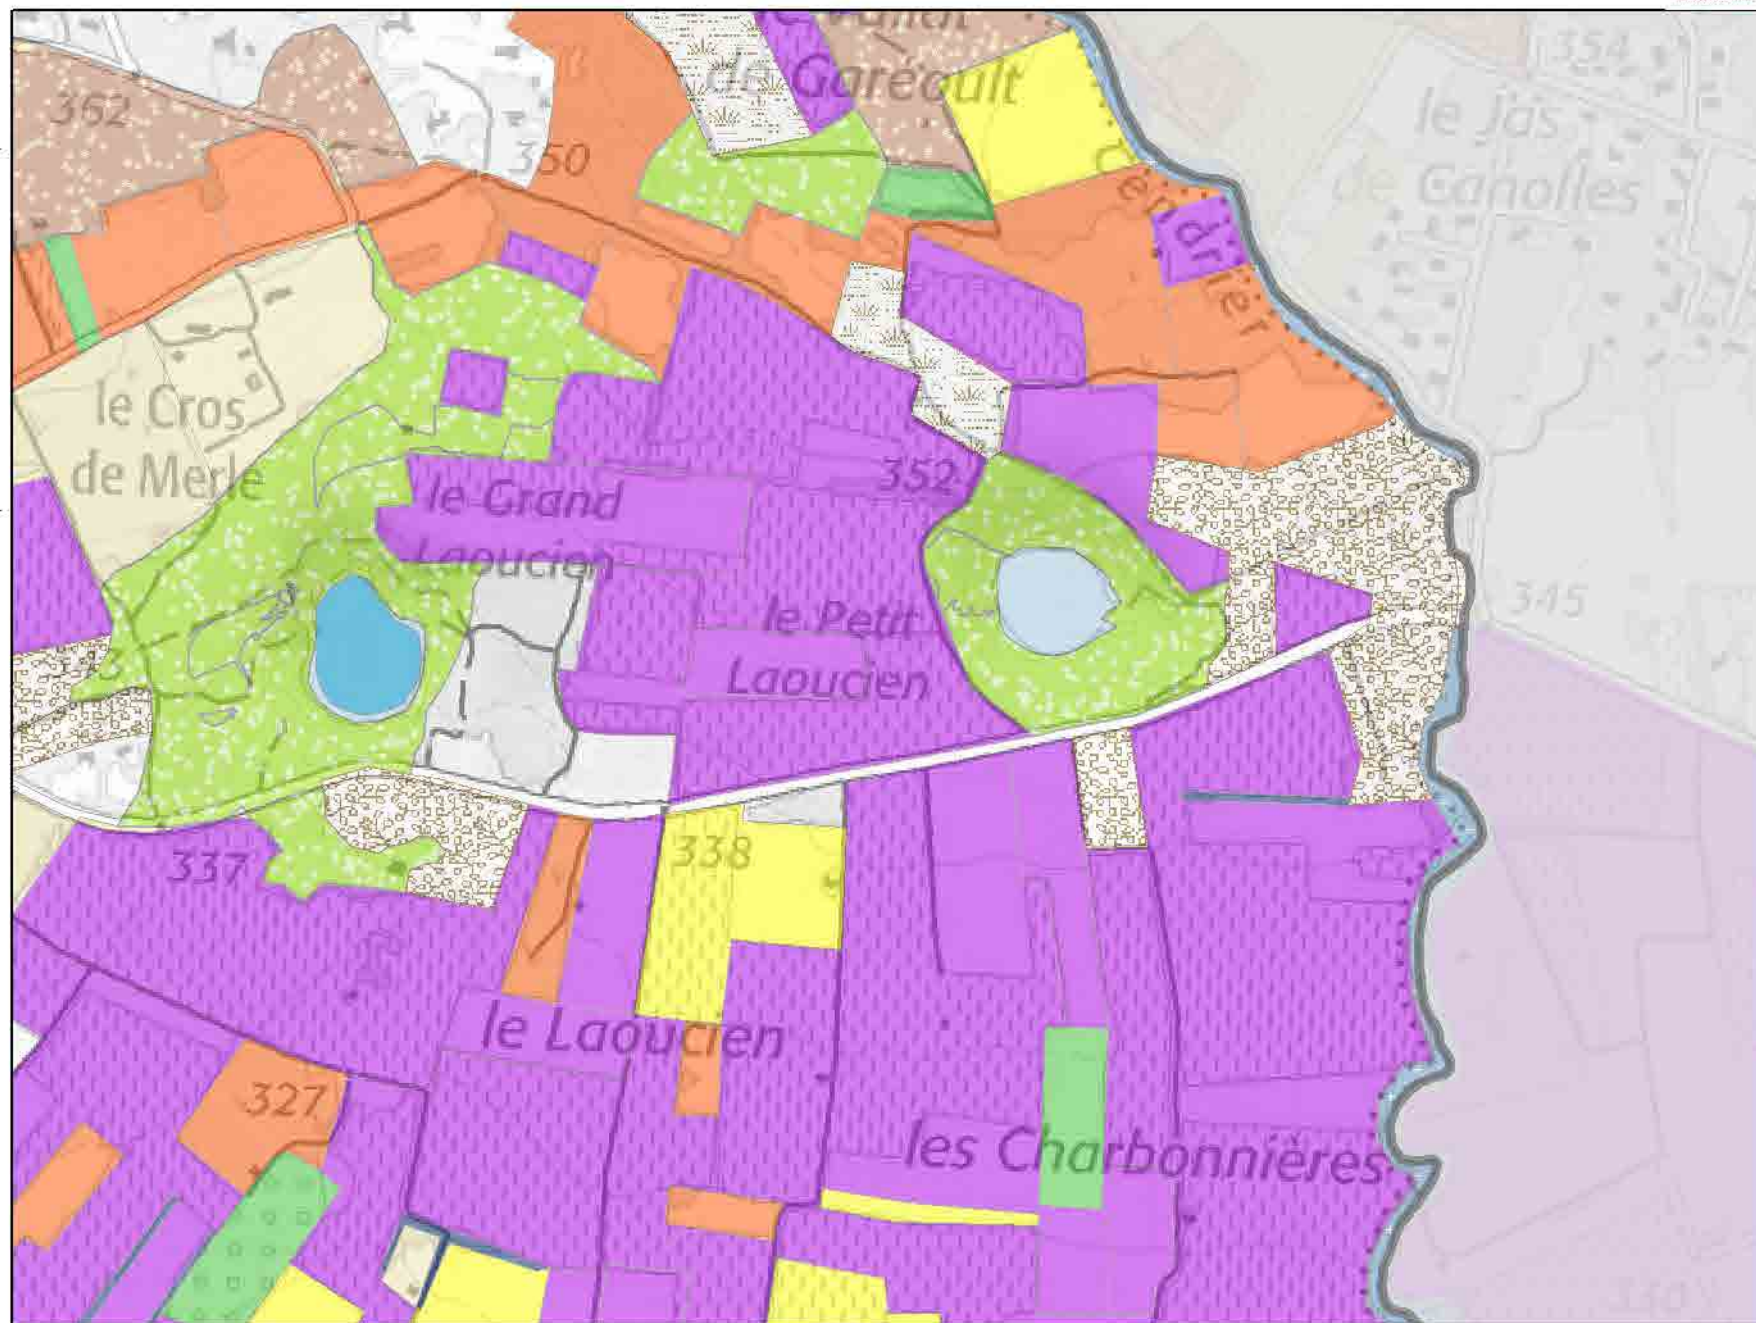 de Garéoult
354
362
le Jas
350
de Canolles
le Cros
de Merle
352
le Grand
Laoucien
345
le Petit
Laoucien
338
337
le Laoucien
327
les Charbonnières